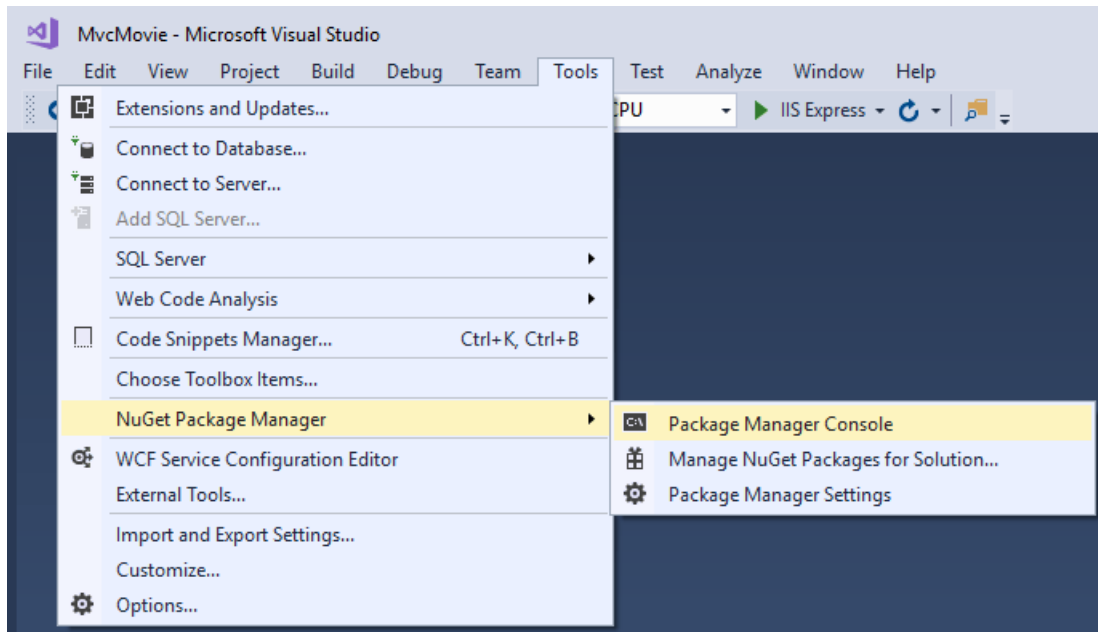 MvcMovie - Microsoft Visual Studio
File Edit View Project Build Debug Team Tools Test Analyze Window Help
Extensions and Updates...
CPU IIS Express
Connect to Database...
Connect to Server...
Add SQL Server...
SQL Server
Web Code Analysis
Code Snippets Manager... Ctrl+K, Ctrl+B
Choose Toolbox Items...
NuGet Package Manager
Package Manager Console
WCF Service Configuration Editor
Manage NuGet Packages for Solution...
External Tools...
Package Manager Settings
Import and Export Settings...
Customize...
Options...